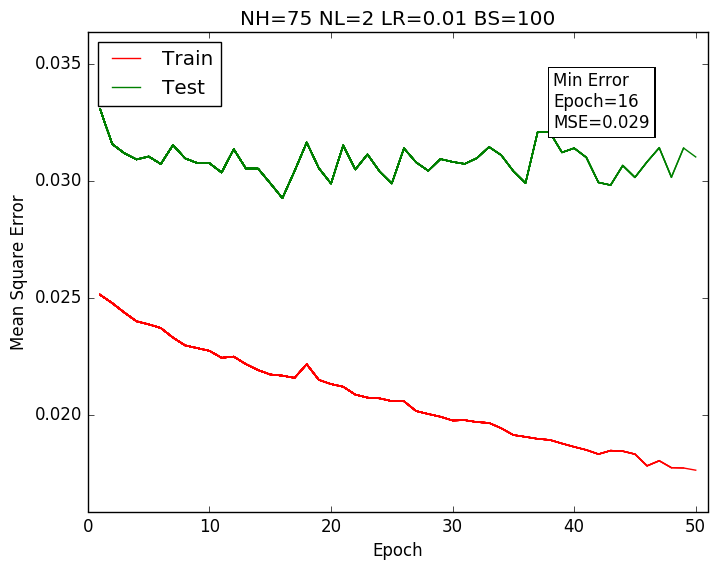 NH=75 NL=2 LR=0.01 BS=100
Train
Test
Min Error
Epoch=16
MSE=0.029
Mean Square Error
0.035
0.030
0.025
0.020
0
10
20
30
40
50
Epoch